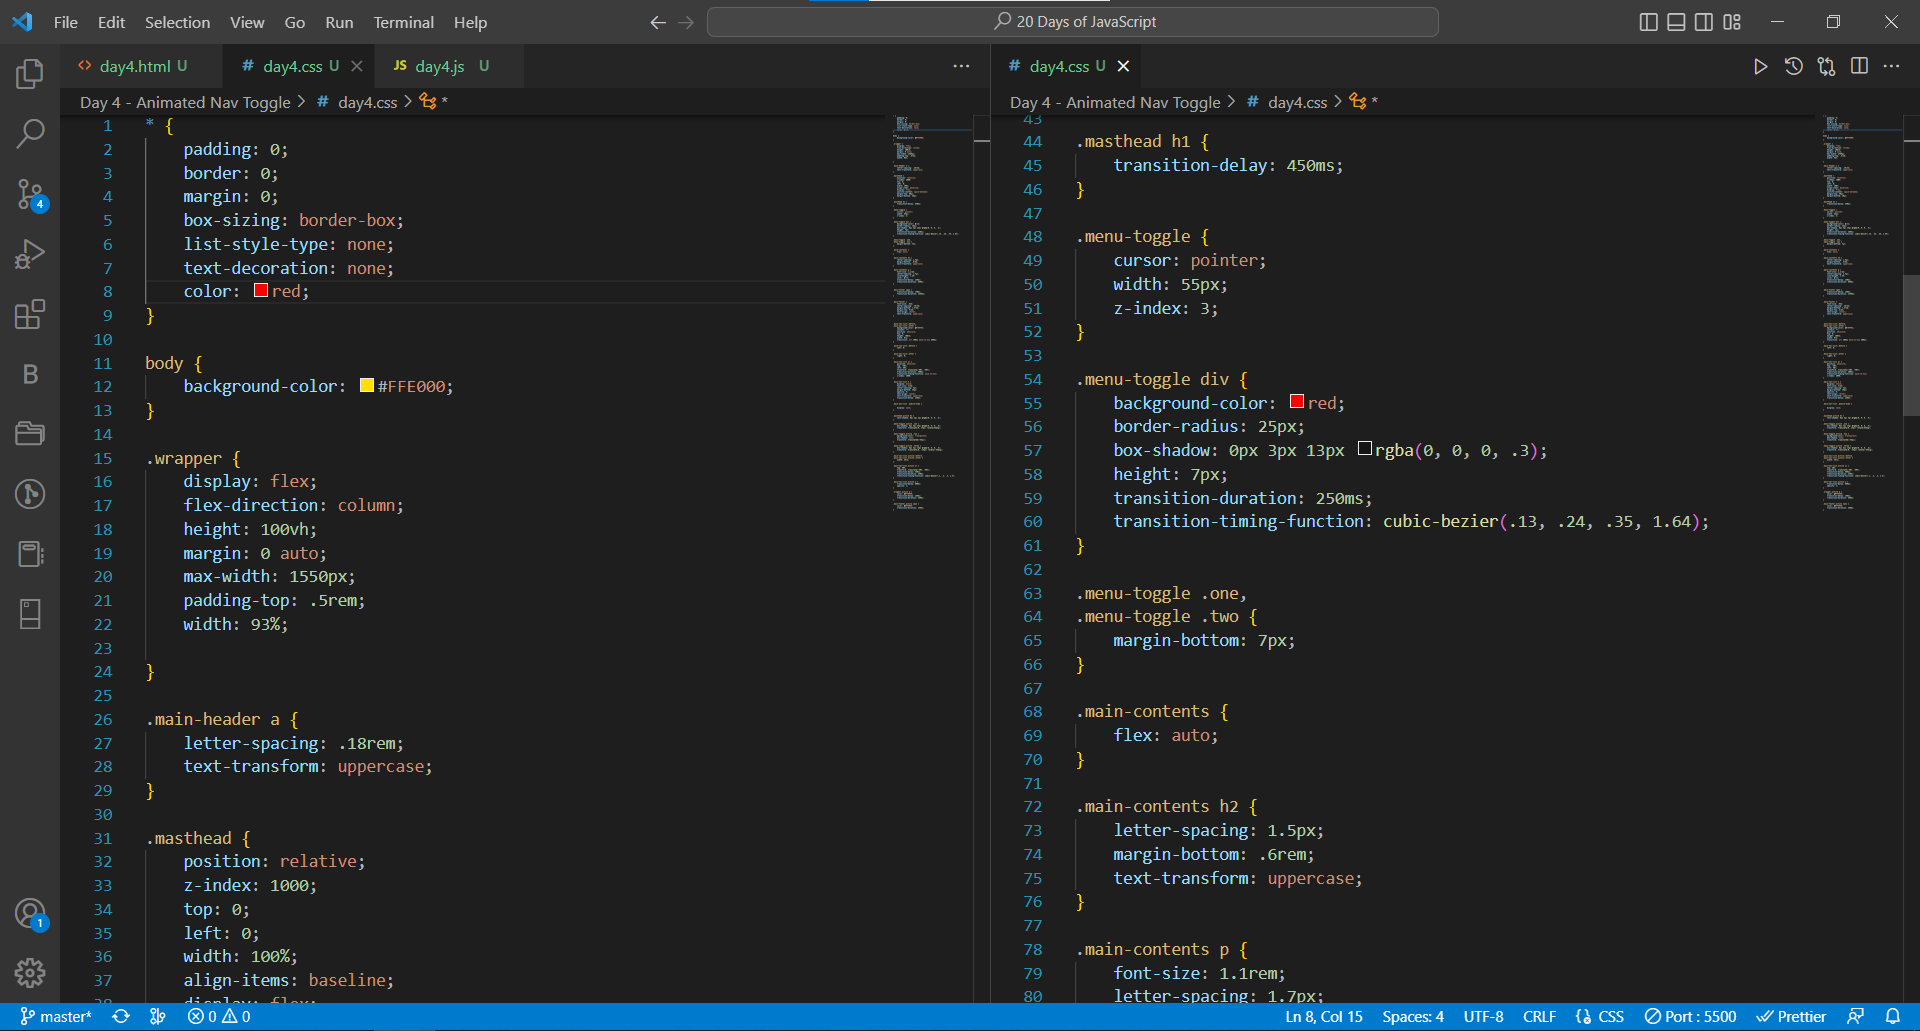 File Edit Selection View Go Run Terminal Help
20 Days of JavaScript
day4.html U
# day4.css U
JS day4.js U
# day4.css U
Day 4 - Animated Nav Toggle > # day4.css > *
Day 4 - Animated Nav Toggle > # day4.css > *
1 * {
2 padding: 0;
3 border: 0;
4 margin: 0;
5 box-sizing: border-box;
6 list-style-type: none;
7 text-decoration: none;
8 color: red;
9 }
10
11 body {
12 background-color: #FFE000;
13 }
14
15 .wrapper {
16 display: flex;
17 flex-direction: column;
18 height: 100vh;
19 margin: 0 auto;
20 max-width: 1550px;
21 padding-top: .5rem;
22 width: 93%;
23
24 }
25
26 .main-header a {
27 letter-spacing: .18rem;
28 text-transform: uppercase;
29 }
30
31 .masthead {
32 position: relative;
33 z-index: 1000;
34 top: 0;
35 left: 0;
36 width: 100%;
37 align-items: baseline;
38 display: flex;
43
44 .masthead h1 {
45 transition-delay: 450ms;
46 }
47
48 .menu-toggle {
49 cursor: pointer;
50 width: 55px;
51 z-index: 3;
52 }
53
54 .menu-toggle div {
55 background-color: red;
56 border-radius: 25px;
57 box-shadow: 0px 3px 13px rgba(0, 0, 0, .3);
58 height: 7px;
59 transition-duration: 250ms;
60 transition-timing-function: cubic-bezier(.13, .24, .35, 1.64);
61 }
62
63 .menu-toggle .one,
64 .menu-toggle .two {
65 margin-bottom: 7px;
66 }
67
68 .main-contents {
69 flex: auto;
70 }
71
72 .main-contents h2 {
73 letter-spacing: 1.5px;
74 margin-bottom: .6rem;
75 text-transform: uppercase;
76 }
77
78 .main-contents p {
79 font-size: 1.1rem;
80 letter-spacing: 1.7px;
4
B
1
master* 0 0
Ln 8, Col 15 Spaces: 4 UTF-8 CRLF CSS Port : 5500 Prettier